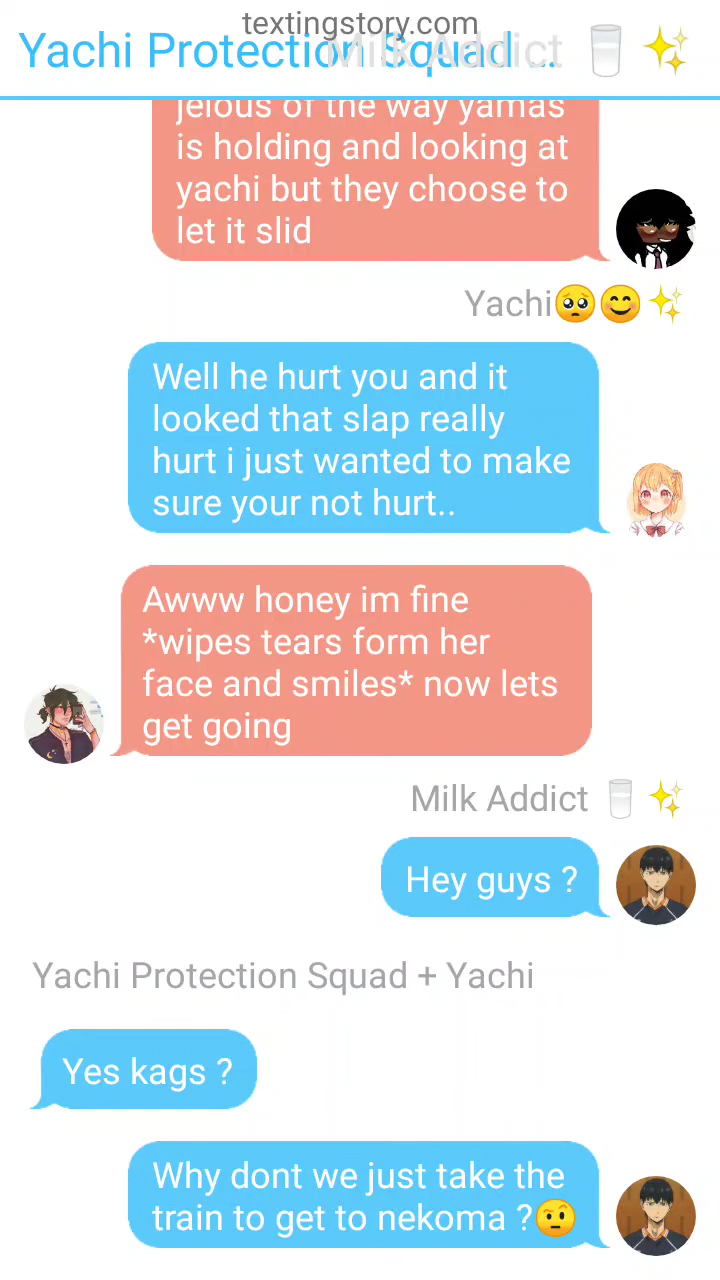 textingstory.com
Yachi Protection Squad ..
Milk Addict 🥛 ✨
jelous of the way yamas
is holding and looking at
yachi but they choose to
let it slid
Yachi🥺😊✨
Well he hurt you and it
looked that slap really
hurt i just wanted to make
sure your not hurt..
Awww honey im fine
*wipes tears form her
face and smiles* now lets
get going
Milk Addict 🥛 ✨
Hey guys ?
Yachi Protection Squad + Yachi
Yes kags ?
Why dont we just take the
train to get to nekoma ?🤨